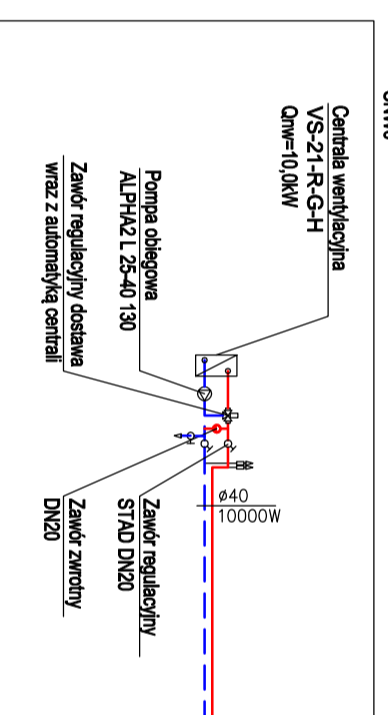 Centrala wentylacyjna
VS-21-R-G-H
Qnw=10,0kW
Pompa obiegowa
ALPHA2 L 25-40 130
Zawór regulacyjny dostawa
wraz z automatyką centrali
ø40
10000W
Zawór regulacyjny
STAD DN20
Zawór zwrotny
DN20